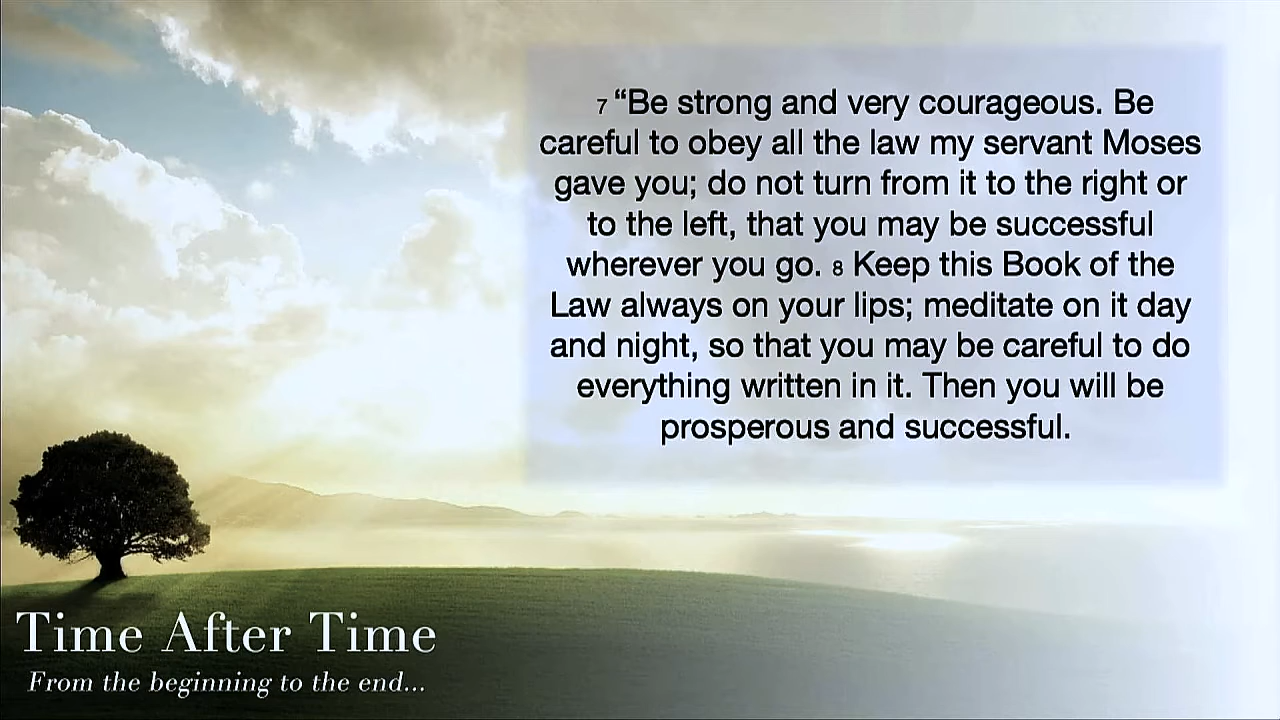 7 “Be strong and very courageous. Be
careful to obey all the law my servant Moses
gave you; do not turn from it to the right or
to the left, that you may be successful
wherever you go. 8 Keep this Book of the
Law always on your lips; meditate on it day
and night, so that you may be careful to do
everything written in it. Then you will be
prosperous and successful.
Time After Time
From the beginning to the end...